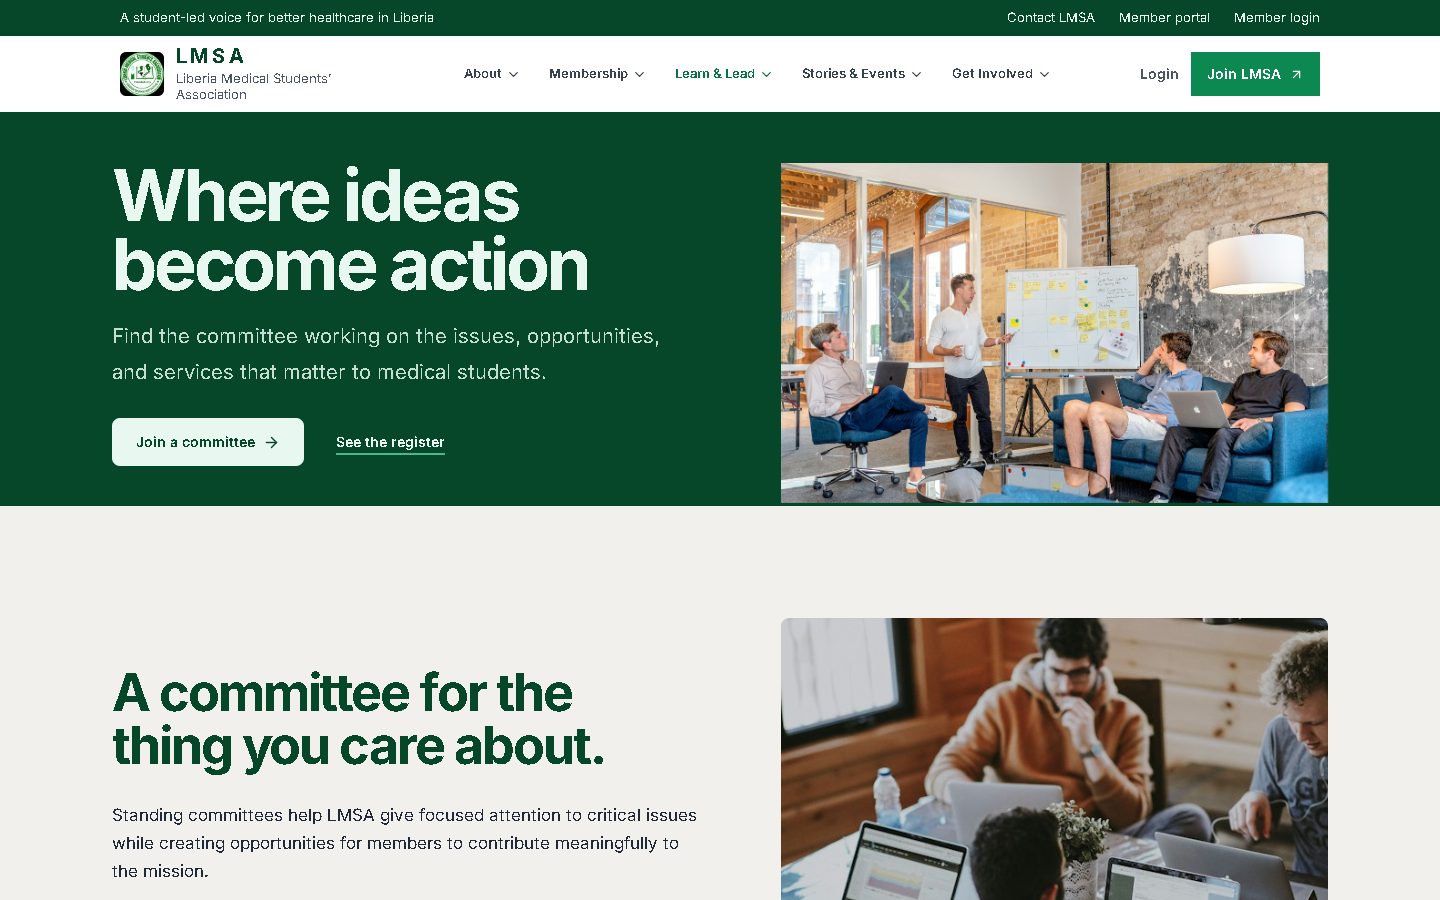 A student-led voice for better healthcare in Liberia
Contact LMSA
Member portal
Member login
LMSA
Liberia Medical Students'
Association
About
Membership
Learn & Lead
Stories & Events
Get Involved
Login
Join LMSA
Where ideas
become action
Find the committee working on the issues, opportunities,
and services that matter to medical students.
Join a committee
See the register
A committee for the
thing you care about.
Standing committees help LMSA give focused attention to critical issues
while creating opportunities for members to contribute meaningfully to
the mission.